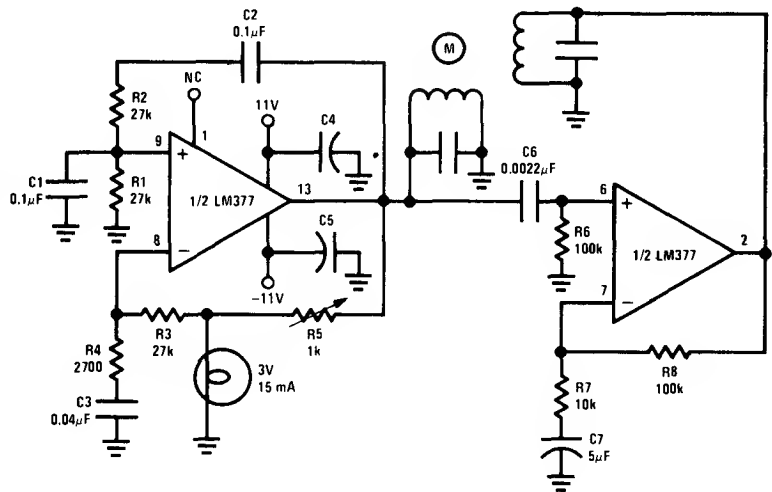 C2
0.1µF
NC
R2
27k
11V
C4
M
9
1
+
C6
0.0022µF
C1
0.1µF
R1
27k
1/2 LM377
13
6
+
8
−
C5
R6
100k
1/2 LM377
2
-11V
7
−
R3
27k
R5
1k
R4
2700
R8
100k
3V
15 mA
R7
10k
C3
0.04µF
C7
5µF